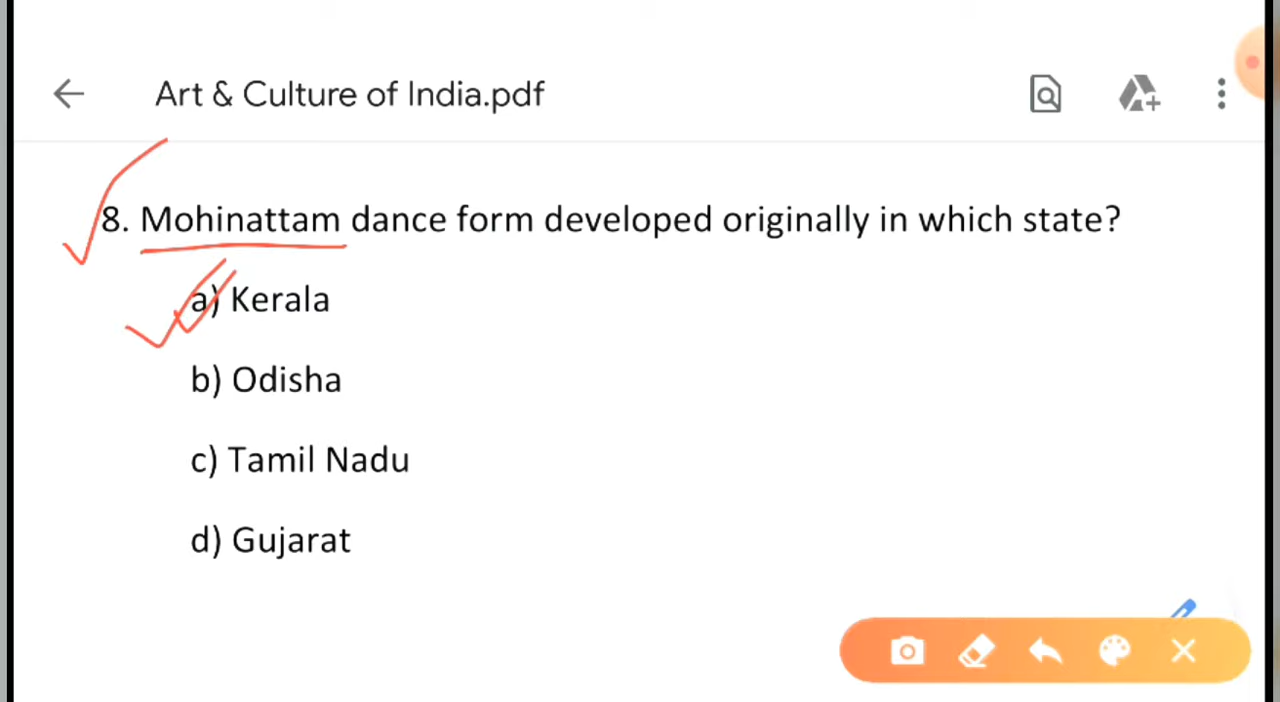 Art & Culture of India.pdf
8. Mohinattam dance form developed originally in which state?
a) Kerala
b) Odisha
c) Tamil Nadu
d) Gujarat